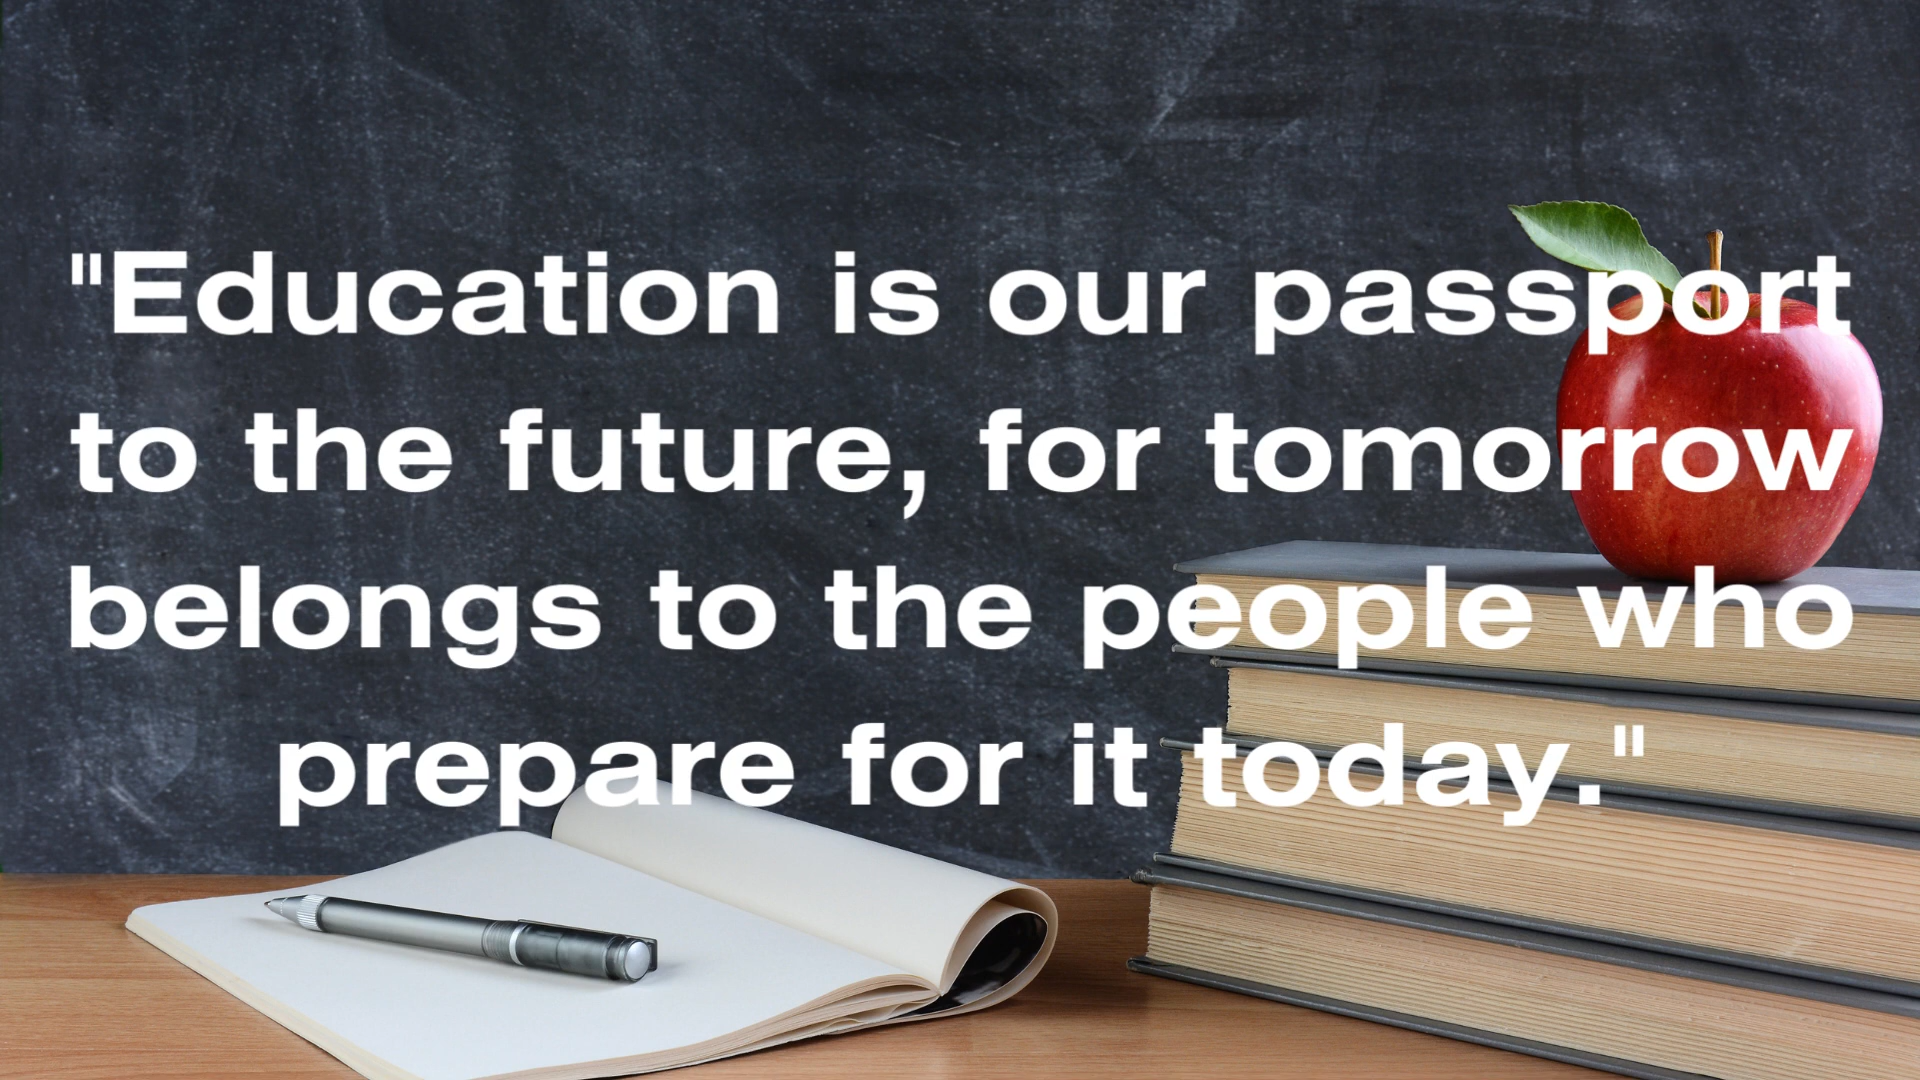 "Education is our passport
to the future, for tomorrow
belongs to the people who
prepare for it today."